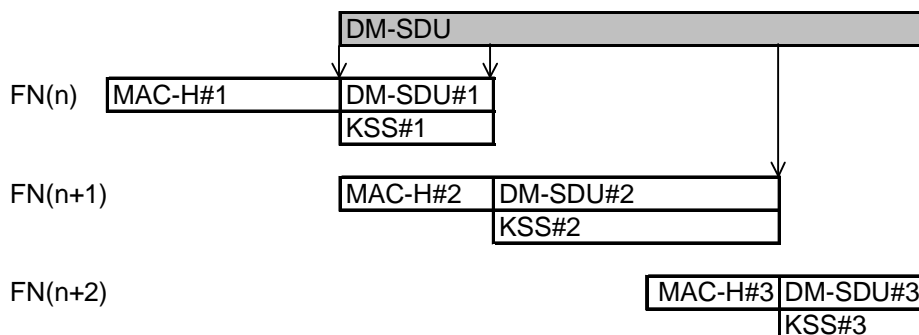 DM-SDU
FN(n) MAC-H#1 DM-SDU#1
KSS#1
FN(n+1) MAC-H#2 DM-SDU#2
KSS#2
FN(n+2) MAC-H#3 DM-SDU#3
KSS#3